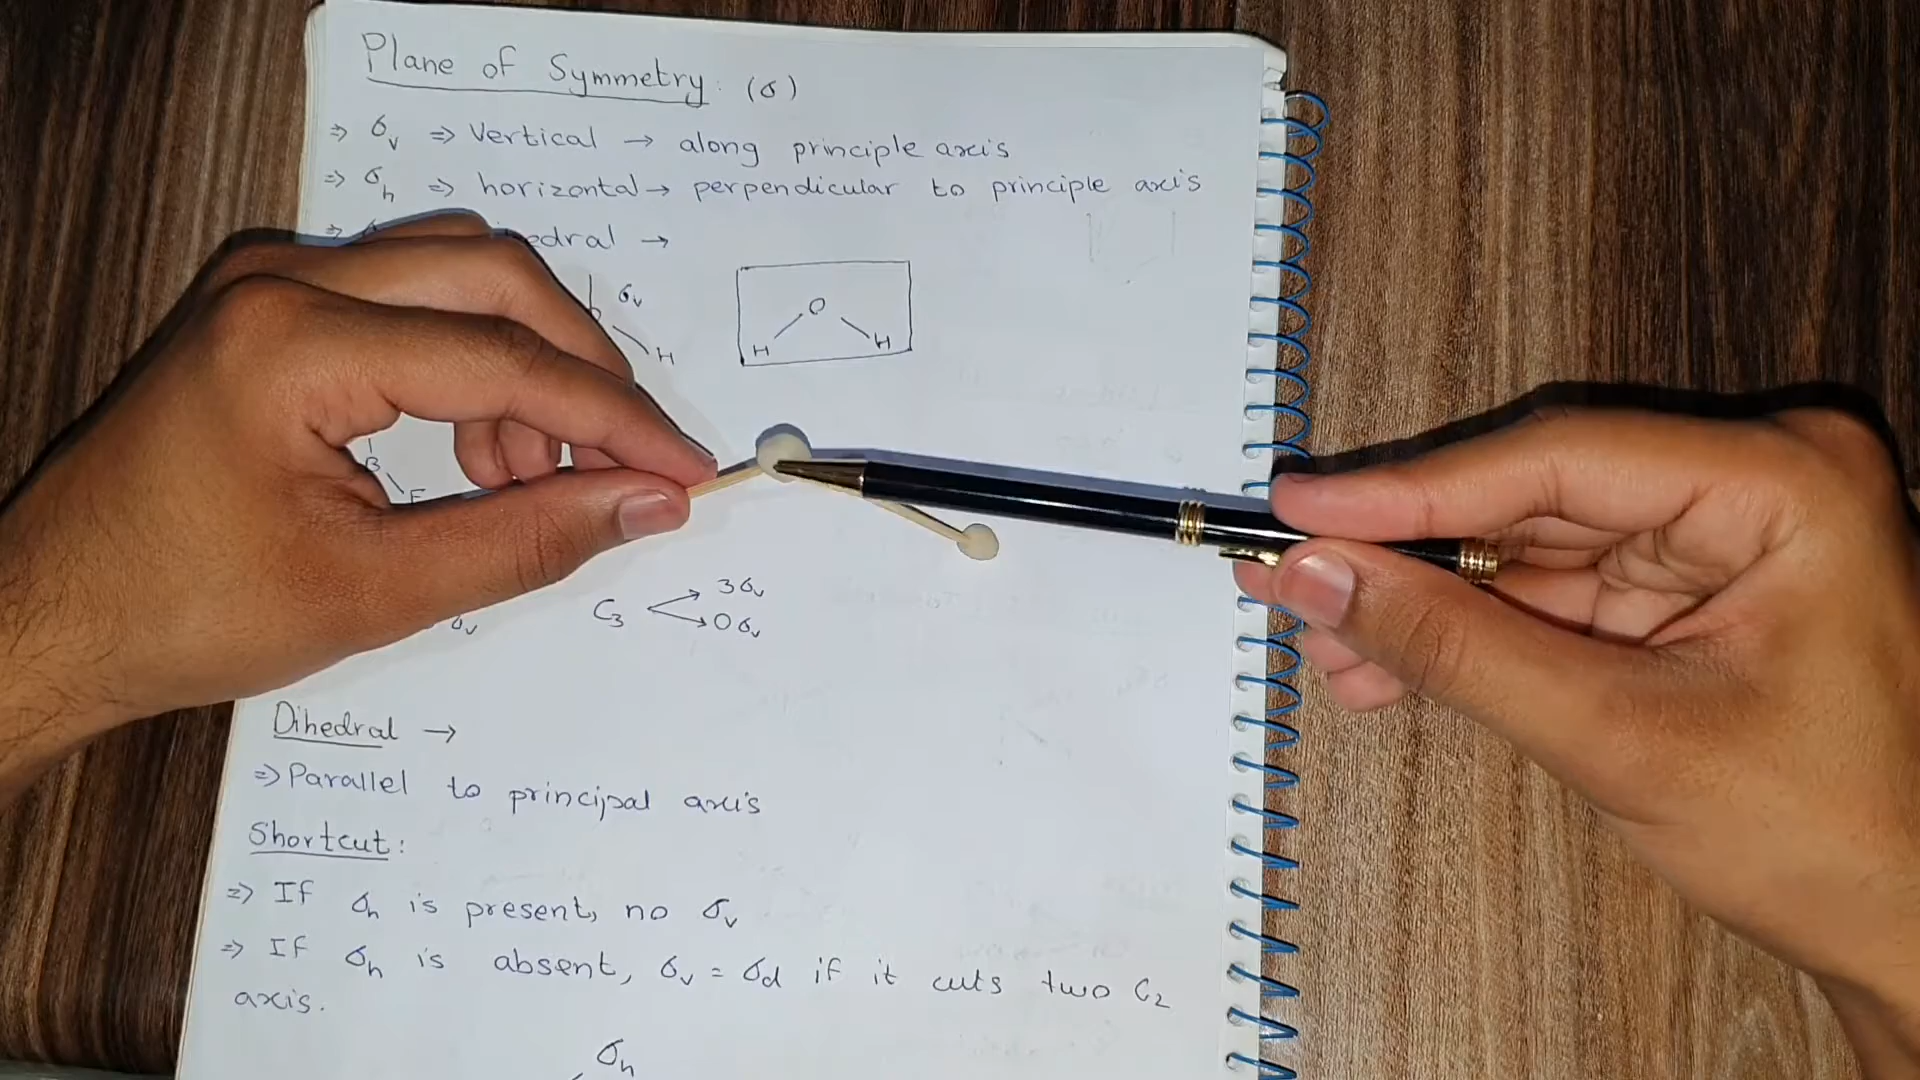 Plane of Symmetry: (σ)
⇒ σv ⇒ Vertical → along principle axis
⇒ σh ⇒ horizontal → perpendicular to principle axis
⇒ edral →
σv
H
O
H H
B
F
C3 → 3σv
→ 0σv
σv
Dihedral →
⇒ Parallel to principal axis
Shortcut:
⇒ If σh is present, no σv
⇒ If σh is absent, σv = σd if it cuts two C2
axis.
σh